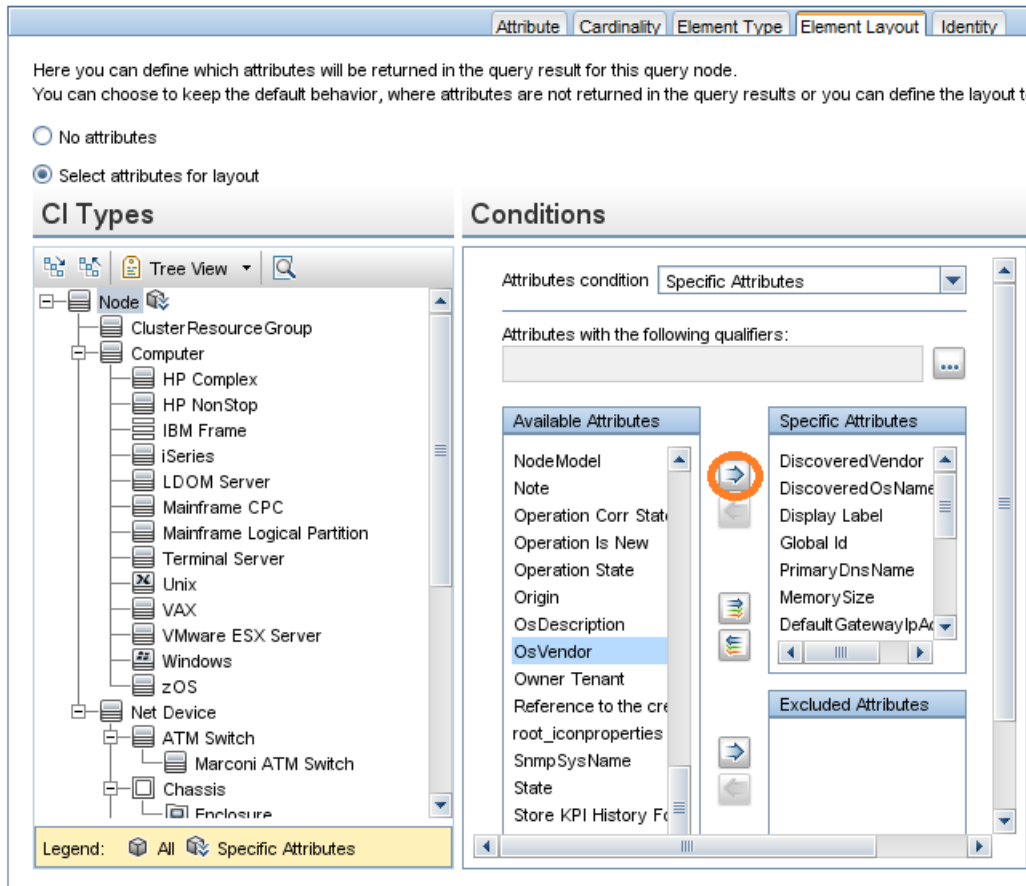 Attribute Cardinality Element Type Element Layout Identity
Here you can define which attributes will be returned in the query result for this query node.
You can choose to keep the default behavior, where attributes are not returned in the query results or you can define the layout t
No attributes
Select attributes for layout
CI Types
Tree View
Node
ClusterResourceGroup
Computer
HP Complex
HP NonStop
IBM Frame
iSeries
LDOM Server
Mainframe CPC
Mainframe Logical Partition
Terminal Server
Unix
VAX
VMware ESX Server
Windows
zOS
Net Device
ATM Switch
Marconi ATM Switch
Chassis
Enclosure
Legend: All Specific Attributes
Conditions
Attributes condition Specific Attributes
Attributes with the following qualifiers:
...
Available Attributes
NodeModel
Note
Operation Corr Stat
Operation Is New
Operation State
Origin
OsDescription
OsVendor
Owner Tenant
Reference to the cre
root_iconproperties
SnmpSysName
State
Store KPI History Fo
Specific Attributes
DiscoveredVendor
DiscoveredOsName
Display Label
Global Id
PrimaryDnsName
MemorySize
DefaultGatewayIpAd
Excluded Attributes